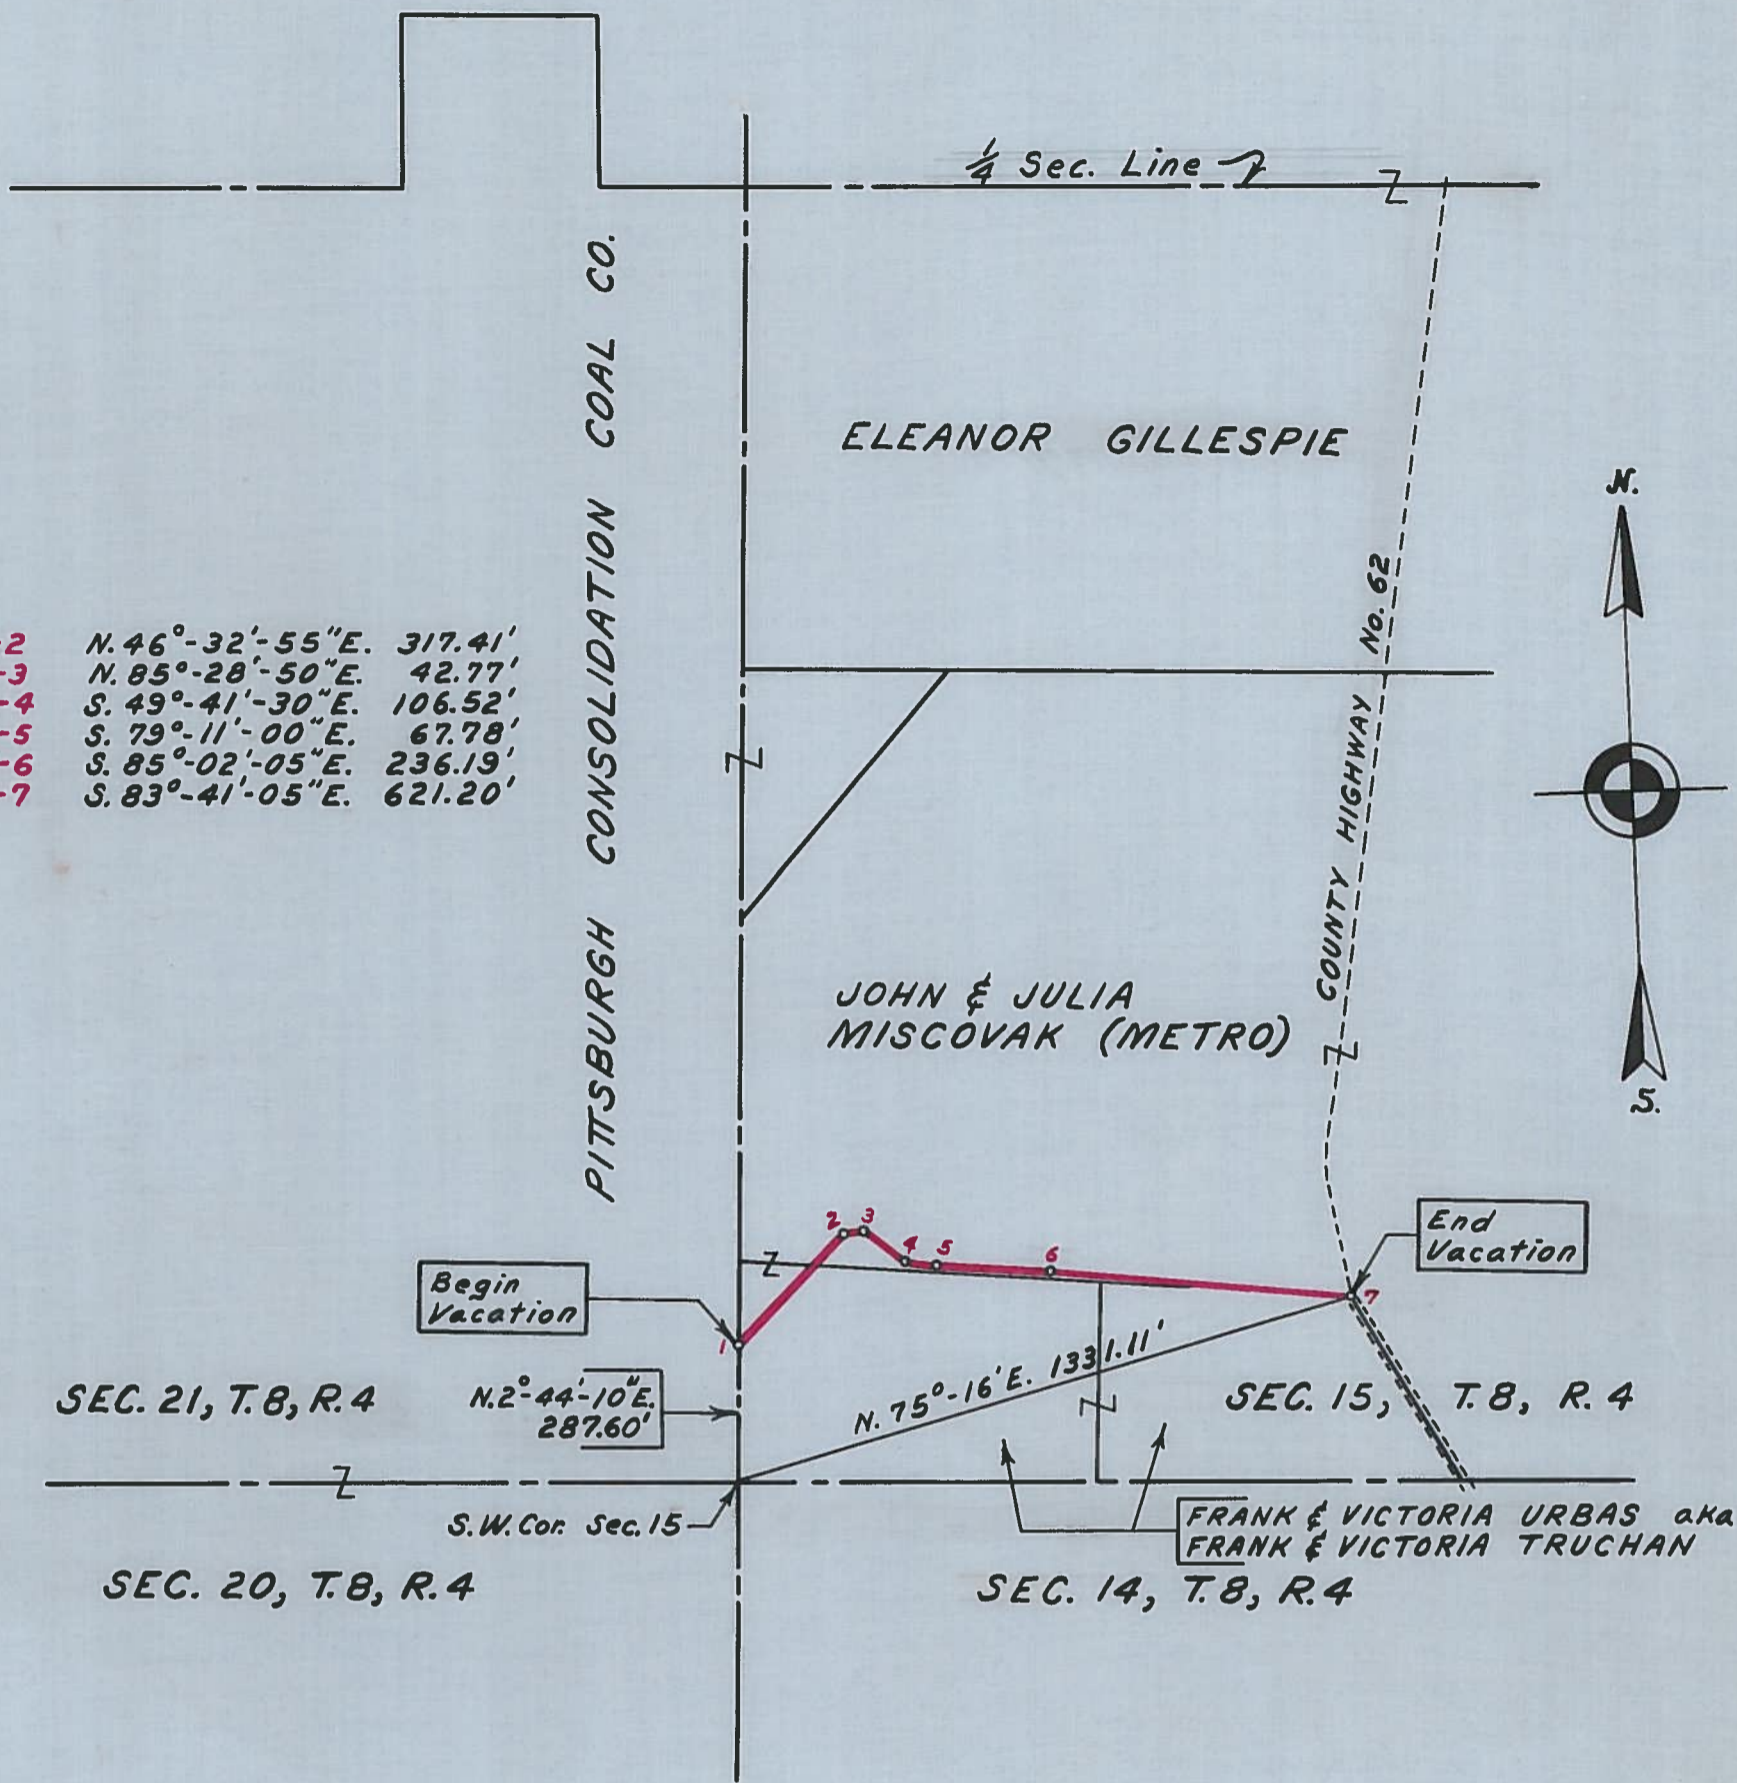 1/4 Sec. Line
PITTSBURGH CONSOLIDATION COAL CO.
ELEANOR GILLESPIE
N.
COUNTY HIGHWAY No. 62
-2 N. 46°-32'-55"E. 317.41'
-3 N. 85°-28'-50"E. 42.77'
-4 S. 49°-41'-30"E. 106.52'
-5 S. 79°-11'-00"E. 67.78'
-6 S. 85°-02'-05"E. 236.19'
-7 S. 83°-41'-05"E. 621.20'
JOHN & JULIA
MISCOVAK (METRO)
S.
2 3
4 5
6
End
Vacation
Begin
Vacation
7
1
N. 75°-16'E. 1331.11'
SEC. 21, T.8, R.4
N.2°-44'-10"E.
287.60'
SEC. 15, T.8, R.4
S.W. Cor. Sec. 15
FRANK & VICTORIA URBAS aka
FRANK & VICTORIA TRUCHAN
SEC. 20, T.8, R.4
SEC. 14, T.8, R.4